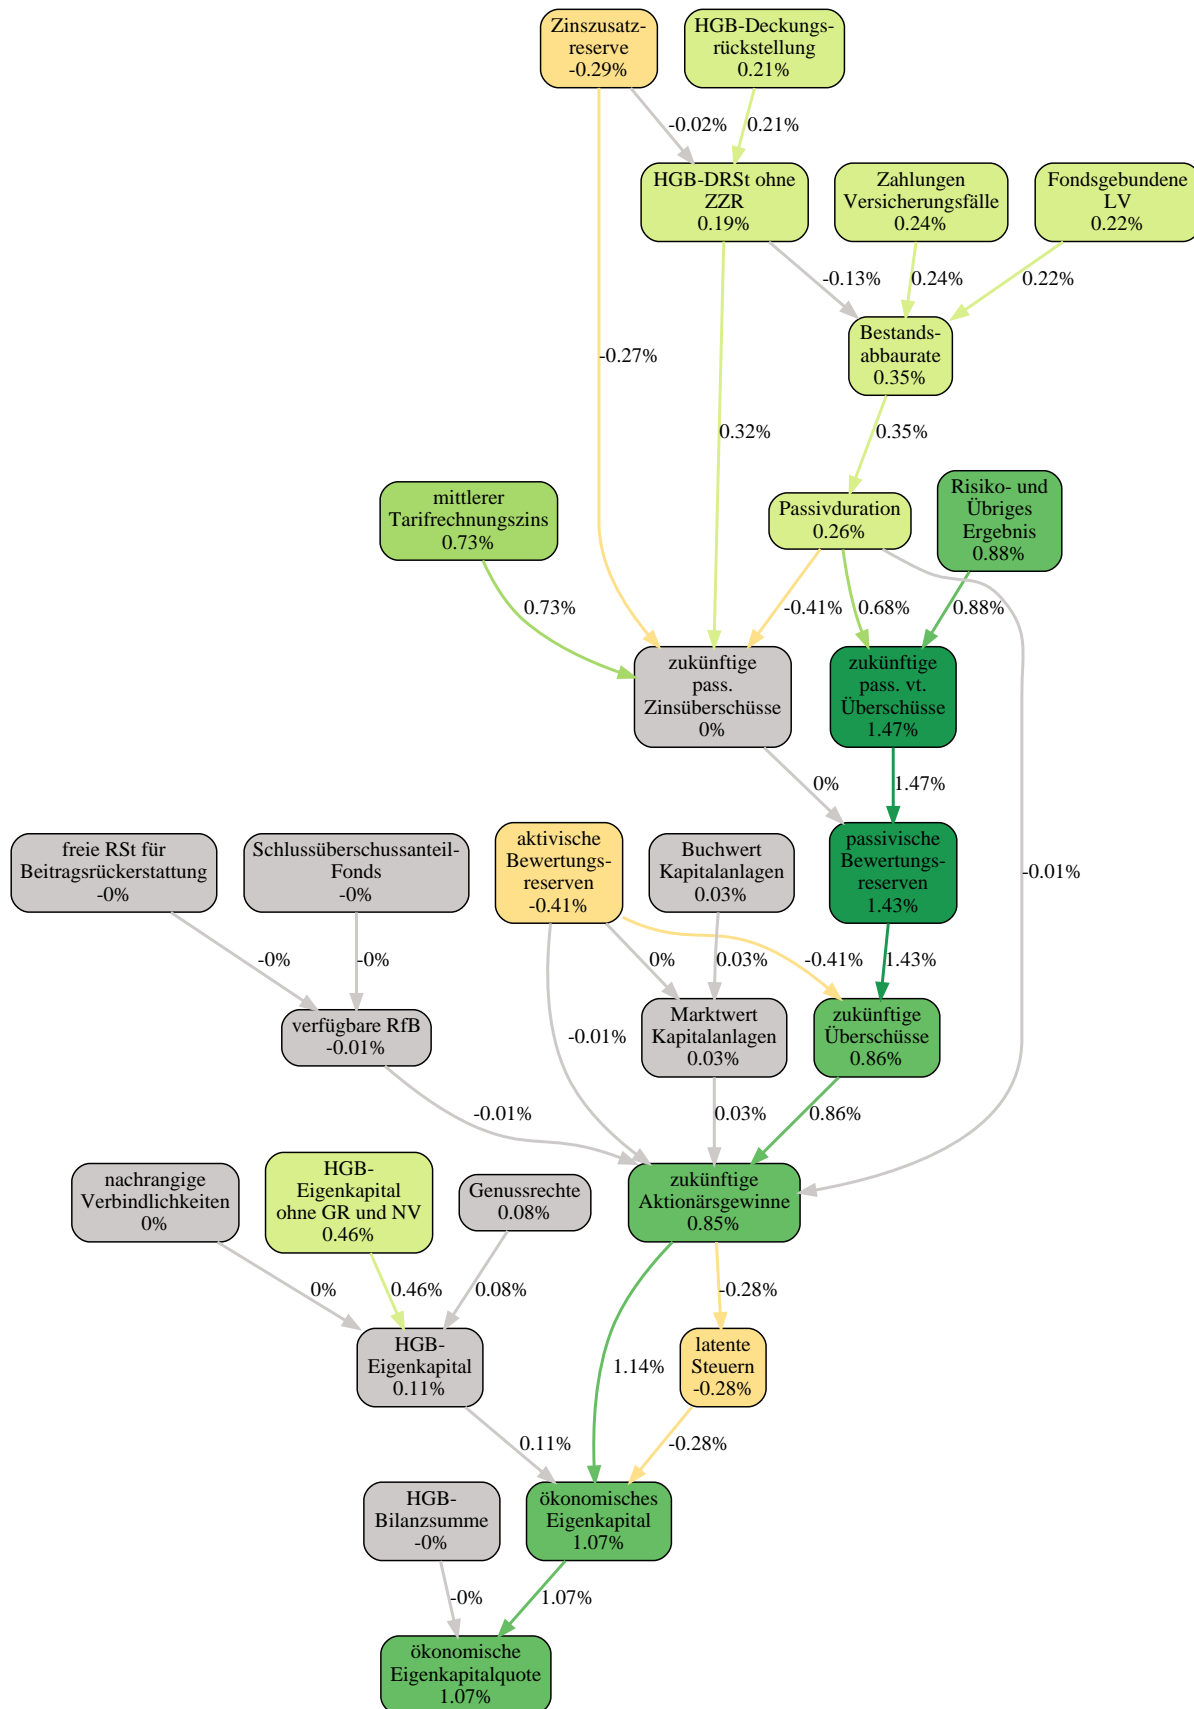 Zinszusatz-
reserve
-0.29%
HGB-Deckungs-
rückstellung
0.21%
-0.02%
0.21%
HGB-DRSt ohne
ZZR
0.19%
Zahlungen
Versicherungsfälle
0.24%
Fondsgebundene
LV
0.22%
-0.13%
0.24%
0.22%
Bestands-
abbaurate
0.35%
-0.27%
0.32%
0.35%
mittlerer
Tarifrechnungszins
0.73%
Passivduration
0.26%
Risiko- und
Übriges
Ergebnis
0.88%
0.73%
-0.41%
0.68%
0.88%
zukünftige
pass.
Zinsüberschüsse
0%
zukünftige
pass. vt.
Überschüsse
1.47%
0%
1.47%
freie RSt für
Beitragsrückerstattung
-0%
Schlussüberschussanteil-
Fonds
-0%
aktivische
Bewertungs-
reserven
-0.41%
Buchwert
Kapitalanlagen
0.03%
passivische
Bewertungs-
reserven
1.43%
-0.01%
-0%
-0%
0%
0.03%
-0.41%
1.43%
verfügbare RfB
-0.01%
Marktwert
Kapitalanlagen
0.03%
zukünftige
Überschüsse
0.86%
-0.01%
-0.01%
0.03%
0.86%
nachrangige
Verbindlichkeiten
0%
HGB-
Eigenkapital
ohne GR und NV
0.46%
Genussrechte
0.08%
zukünftige
Aktionärsgewinne
0.85%
0%
0.46%
0.08%
-0.28%
HGB-
Eigenkapital
0.11%
1.14%
latente
Steuern
-0.28%
0.11%
-0.28%
HGB-
Bilanzsumme
-0%
ökonomisches
Eigenkapital
1.07%
-0%
1.07%
ökonomische
Eigenkapitalquote
1.07%